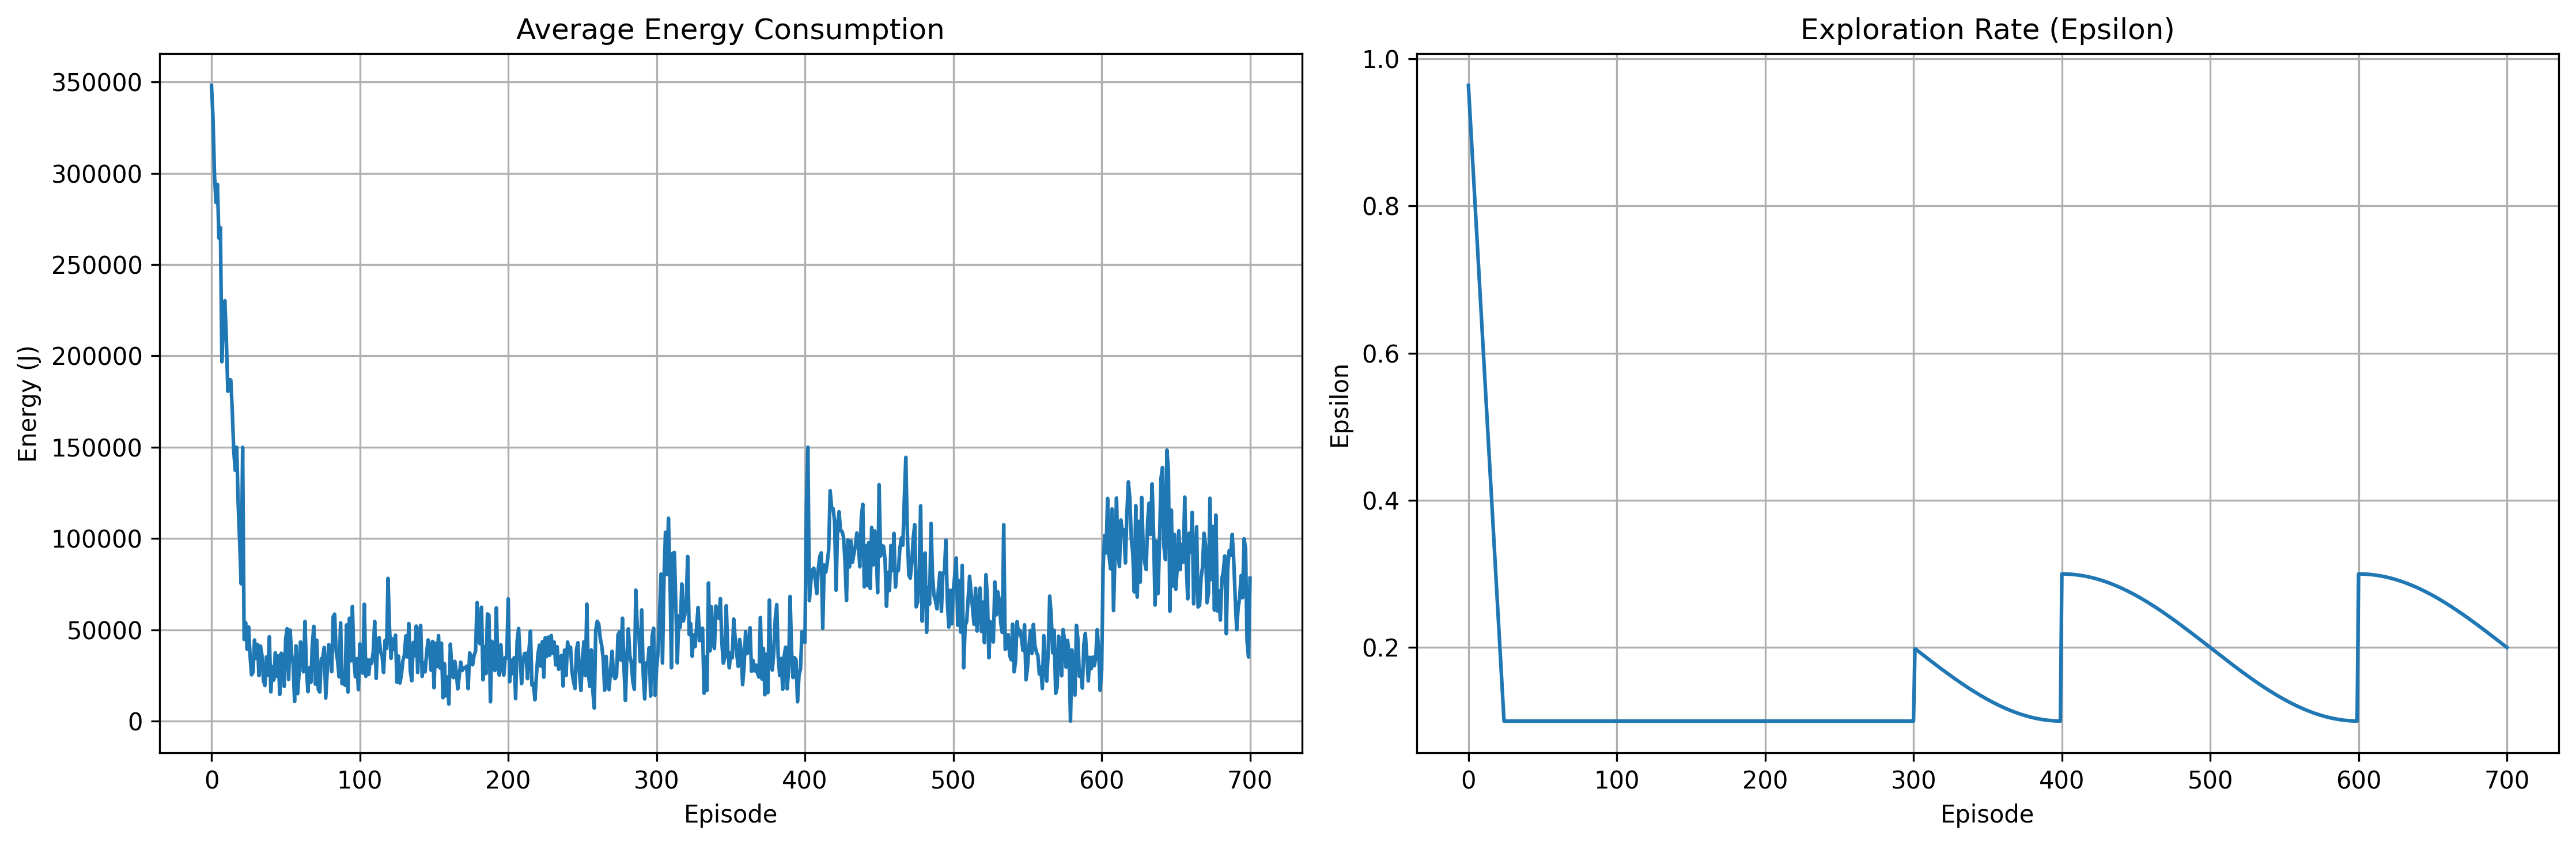 Average Energy Consumption
350000
300000
250000
200000
150000
100000
50000
0
Energy (J)
0 100 200 300 400 500 600 700
Episode
Exploration Rate (Epsilon)
1.0
0.8
0.6
0.4
0.2
Epsilon
0 100 200 300 400 500 600 700
Episode